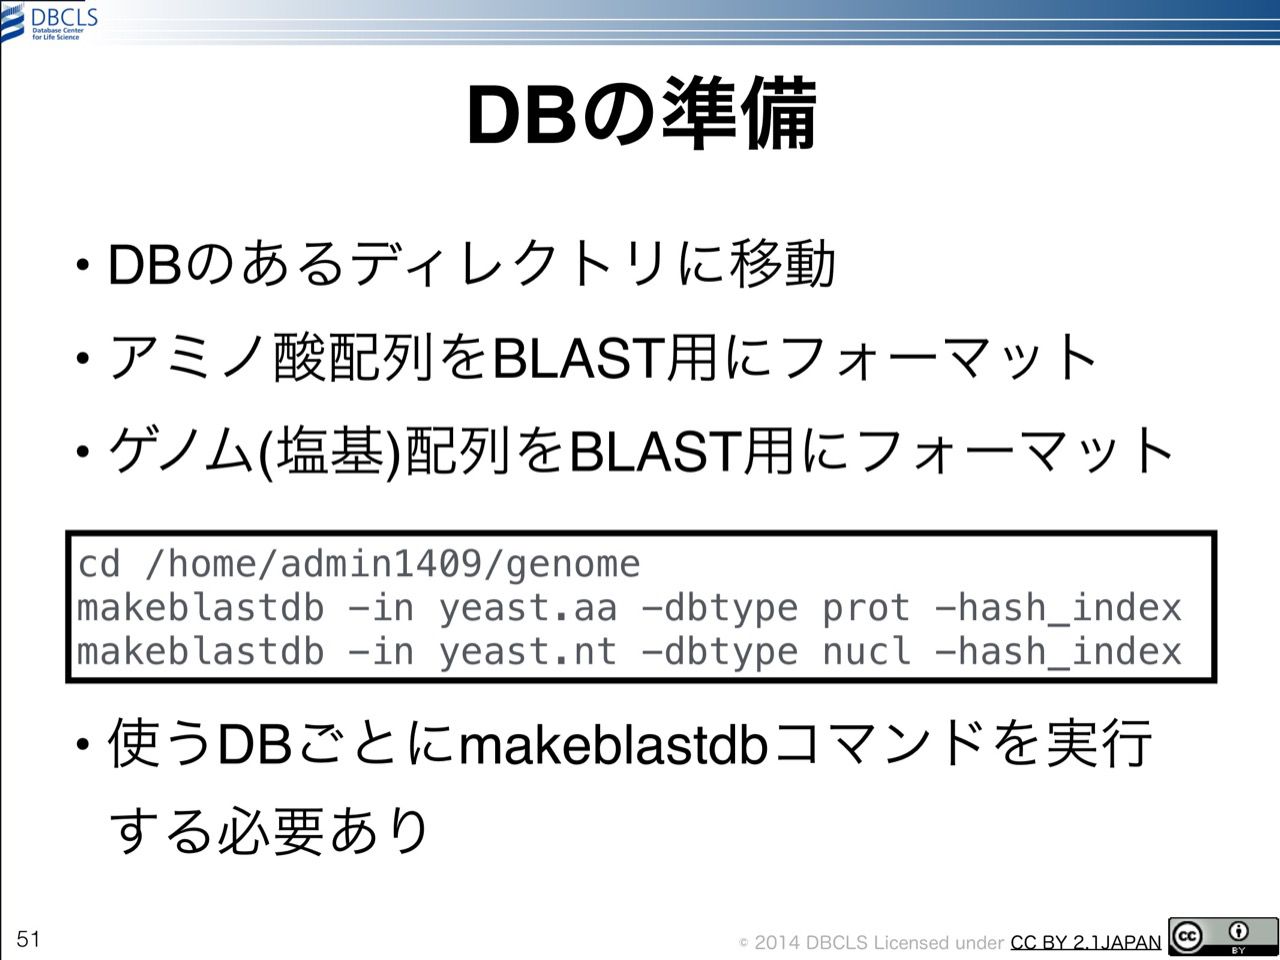 DBCLS
Database Center
for Life Science
DBの準備
• DBのあるディレクトリに移動
• アミノ酸配列をBLAST用にフォーマット
• ゲノム(塩基)配列をBLAST用にフォーマット
cd /home/admin1409/genome
makeblastdb -in yeast.aa -dbtype prot -hash_index
makeblastdb -in yeast.nt -dbtype nucl -hash_index
• 使うDBごとにmakeblastdbコマンドを実行
する必要あり
51
© 2014 DBCLS Licensed under CC BY 2.1JAPAN
cc
BY